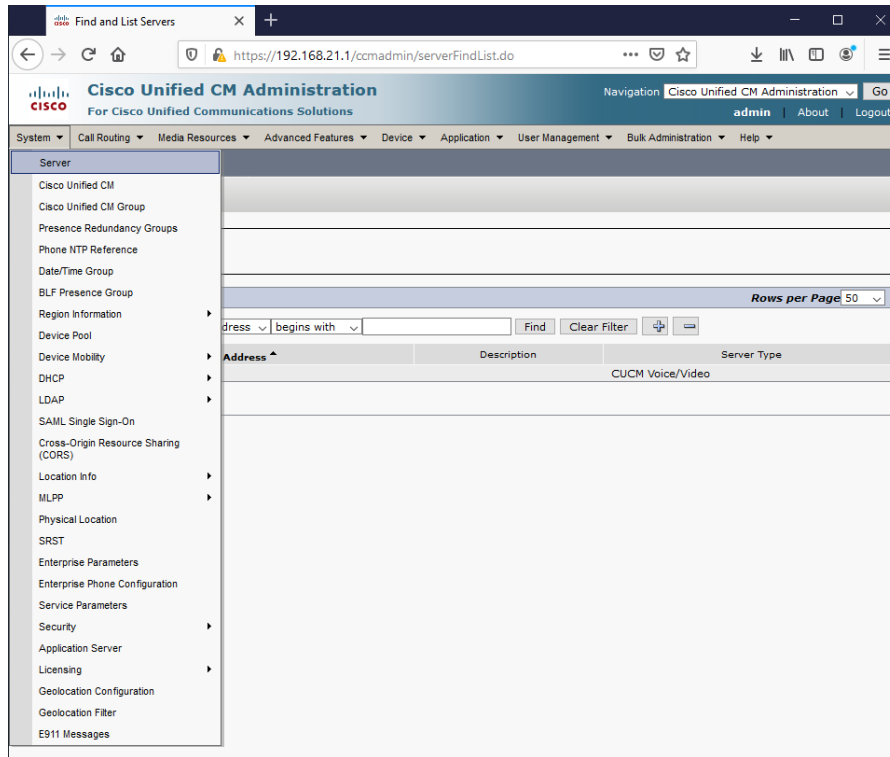 Find and List Servers
https://192.168.21.1/ccmadmin/serverFindList.do
cisco
Cisco Unified CM Administration
For Cisco Unified Communications Solutions
Navigation Cisco Unified CM Administration Go
admin About Logout
System Call Routing Media Resources Advanced Features Device Application User Management Bulk Administration Help
Server
Cisco Unified CM
Cisco Unified CM Group
Presence Redundancy Groups
Phone NTP Reference
Date/Time Group
BLF Presence Group
Region Information
Device Pool
Device Mobility
DHCP
LDAP
SAML Single Sign-On
Cross-Origin Resource Sharing
(CORS)
Location Info
MLPP
Physical Location
SRST
Enterprise Parameters
Enterprise Phone Configuration
Service Parameters
Security
Application Server
Licensing
Geolocation Configuration
Geolocation Filter
E911 Messages
Rows per Page 50
dress begins with Find Clear Filter
Address Description Server Type
CUCM Voice/Video